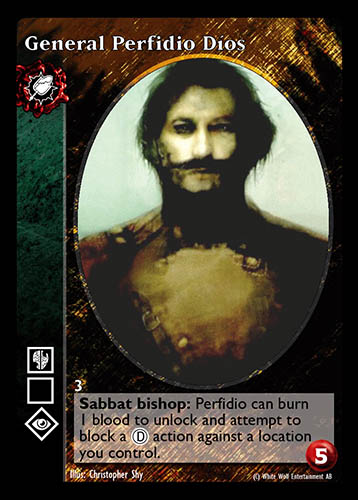 General Perfidio Díos
3
Sabbat bishop: Perfidio can burn
1 blood to unlock and attempt to
block a Ⓓ action against a location
you control.
5
Illus: Christopher Shy
(C) White Wolf Entertainment AB